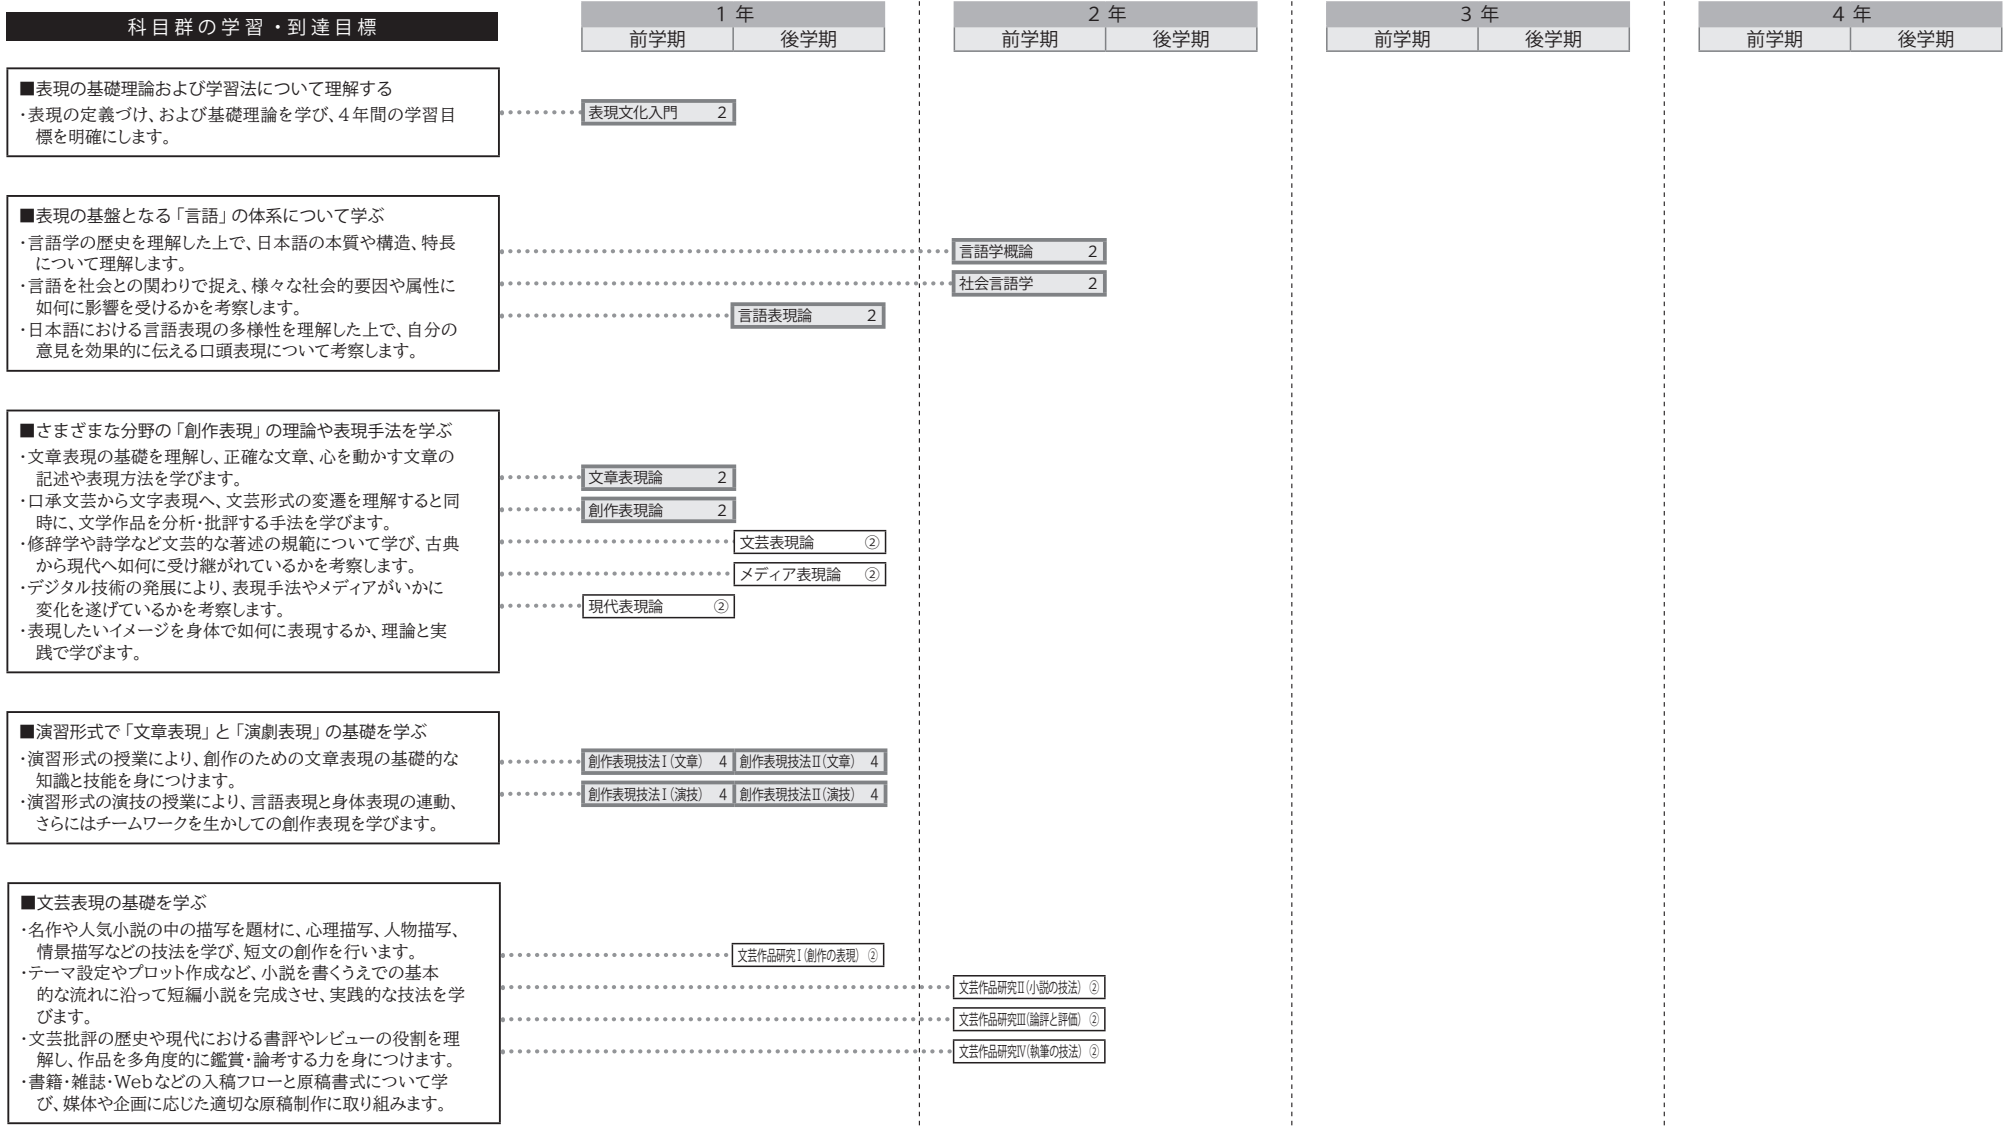 科目群の学習・到達目標
1 年
2 年
3 年
4 年
前学期 後学期
前学期 後学期
前学期 後学期
前学期 後学期
■表現の基礎理論および学習法について理解する
・表現の定義づけ、および基礎理論を学び、4年間の学習目
標を明確にします。
表現文化入門 2
■表現の基盤となる「言語」の体系について学ぶ
・言語学の歴史を理解した上で、日本語の本質や構造、特長
について理解します。
・言語を社会との関わりで捉え、様々な社会的要因や属性に
如何に影響を受けるかを考察します。
・日本語における言語表現の多様性を理解した上で、自分の
意見を効果的に伝える口頭表現について考察します。
言語学概論 2
社会言語学 2
言語表現論 2
■さまざまな分野の「創作表現」の理論や表現手法を学ぶ
・文章表現の基礎を理解し、正確な文章、心を動かす文章の
記述や表現方法を学びます。
・口承文芸から文字表現へ、文芸形式の変遷を理解すると同
時に、文学作品を分析・批評する手法を学びます。
・修辞学や詩学など文芸的な著述の規範について学び、古典
から現代へ如何に受け継がれているかを考察します。
・デジタル技術の発展により、表現手法やメディアがいかに
変化を遂げているかを考察します。
・表現したいイメージを身体で如何に表現するか、理論と実
践で学びます。
文章表現論 2
創作表現論 2
文芸表現論 ②
メディア表現論 ②
現代表現論 ②
■演習形式で「文章表現」と「演劇表現」の基礎を学ぶ
・演習形式の授業により、創作のための文章表現の基礎的な
知識と技能を身につけます。
・演習形式の演技の授業により、言語表現と身体表現の連動、
さらにはチームワークを生かしての創作表現を学びます。
創作表現技法Ⅰ(文章) 4 創作表現技法Ⅱ(文章) 4
創作表現技法Ⅰ(演技) 4 創作表現技法Ⅱ(演技) 4
■文芸表現の基礎を学ぶ
・名作や人気小説の中の描写を題材に、心理描写、人物描写、
情景描写などの技法を学び、短文の創作を行います。
・テーマ設定やプロット作成など、小説を書くうえでの基本
的な流れに沿って短編小説を完成させ、実践的な技法を学
びます。
・文芸批評の歴史や現代における書評やレビューの役割を理
解し、作品を多角度的に鑑賞・論考する力を身につけます。
・書籍・雑誌・Webなどの入稿フローと原稿書式について学
び、媒体や企画に応じた適切な原稿制作に取り組みます。
文芸作品研究Ⅰ(創作の表現) ②
文芸作品研究Ⅱ(小説の技法) ②
文芸作品研究Ⅲ(論評と評価) ②
文芸作品研究Ⅳ(執筆の技法) ②